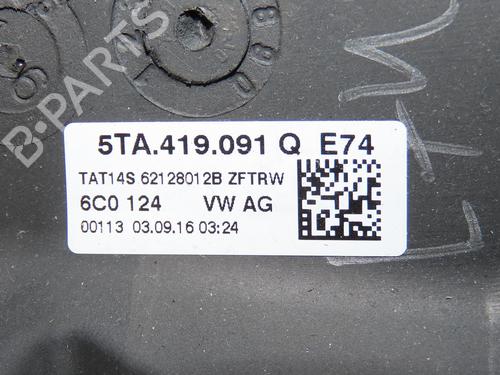 B-PARTS
5TA.419.091 Q E74
TAT14S 62128012B ZFTRW
6C0 124 VW AG
00113 03.09.16 03:24